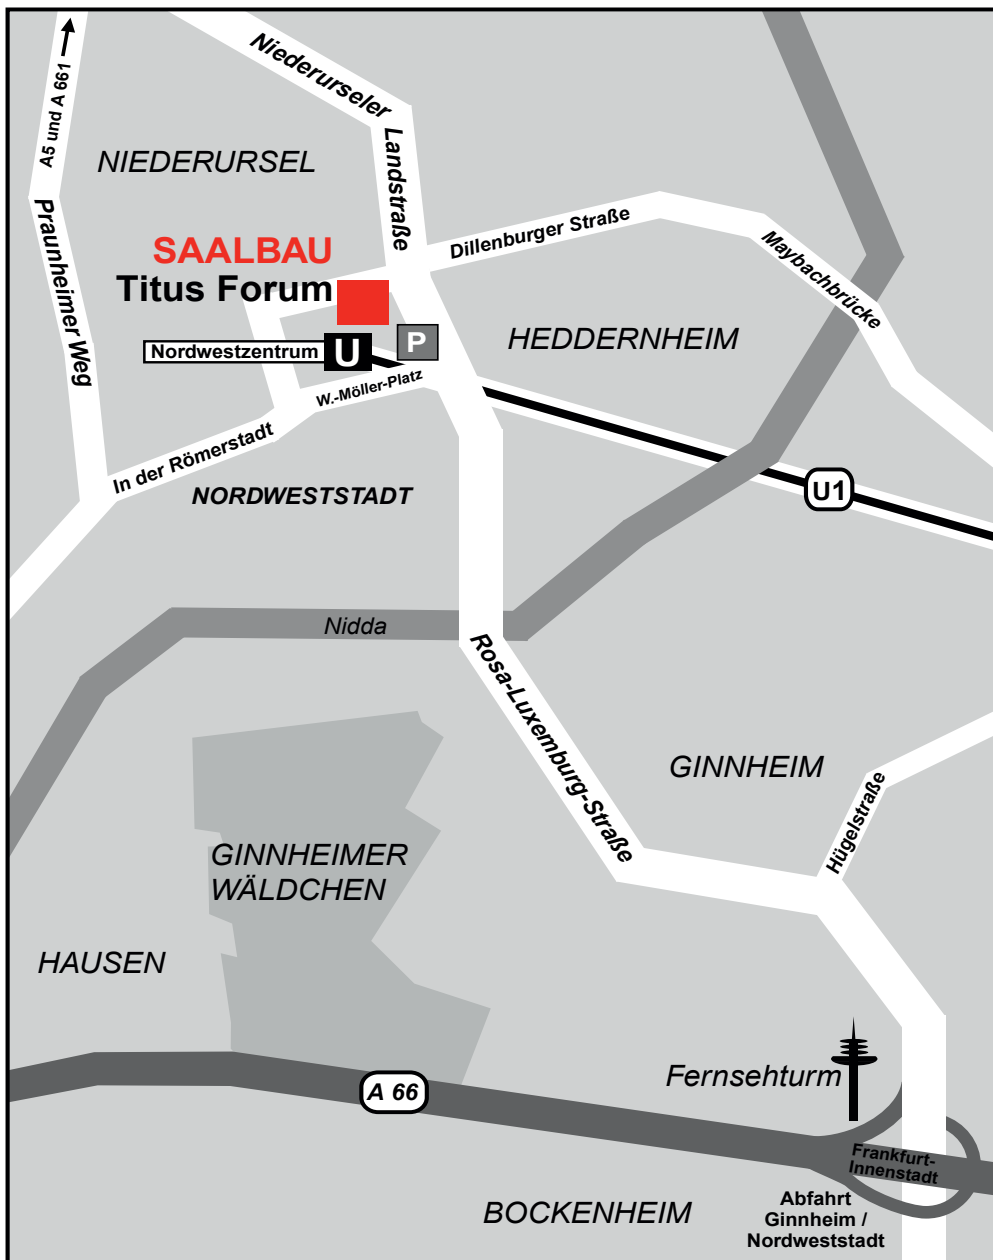 Niederurseler
Landstraße
A5 und A 661
NIEDERURSEL
Praunheimer Weg
Dillenburger Straße
Maybachbrücke
SAALBAU
Titus Forum
Nordwestzentrum
U
P
HEDDERNHEIM
W.-Möller-Platz
In der Römerstadt
NORDWESTSTADT
U1
Nidda
Rosa-Luxemburg-Straße
GINNHEIM
Hügelstraße
GINNHEIMER
WÄLDCHEN
HAUSEN
Fernsehturm
A 66
Frankfurt-
Innenstadt
BOCKENHEIM
Abfahrt
Ginnheim /
Nordweststadt